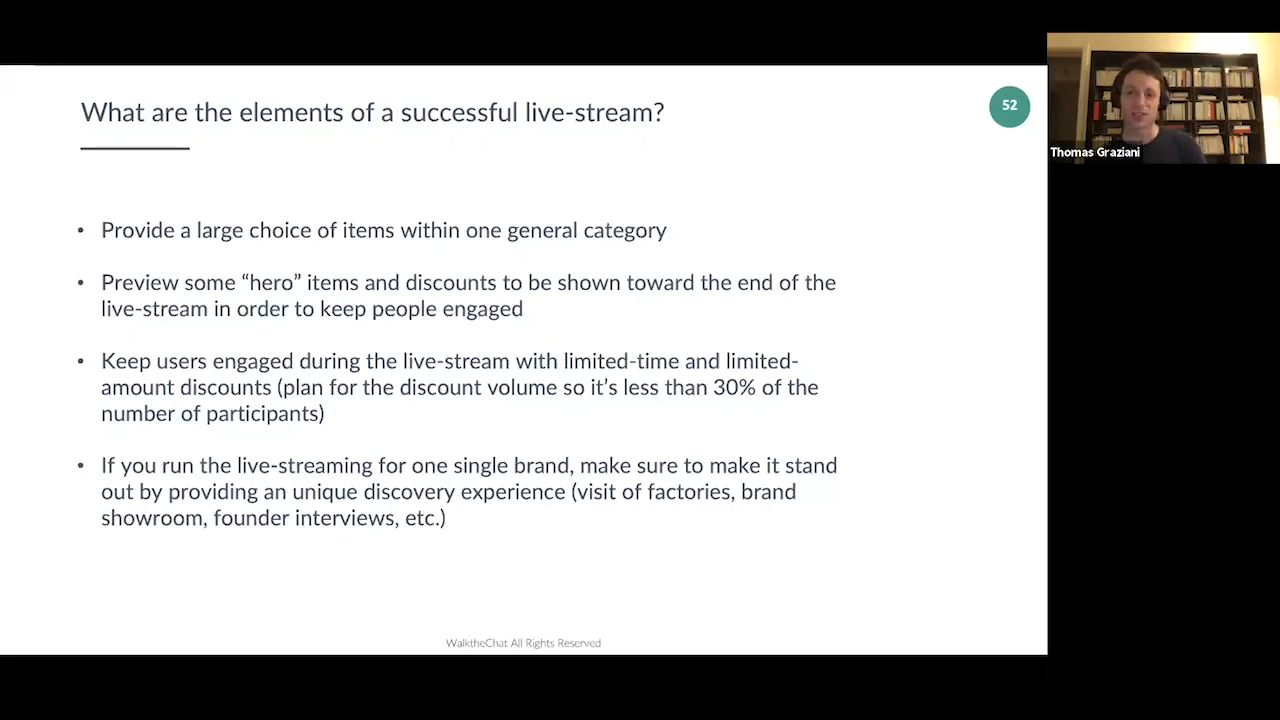 What are the elements of a successful live-stream?
52
• Provide a large choice of items within one general category
• Preview some “hero” items and discounts to be shown toward the end of the
live-stream in order to keep people engaged
• Keep users engaged during the live-stream with limited-time and limited-
amount discounts (plan for the discount volume so it’s less than 30% of the
number of participants)
• If you run the live-streaming for one single brand, make sure to make it stand
out by providing an unique discovery experience (visit of factories, brand
showroom, founder interviews, etc.)
WalktheChat All Rights Reserved
Thomas Graziani